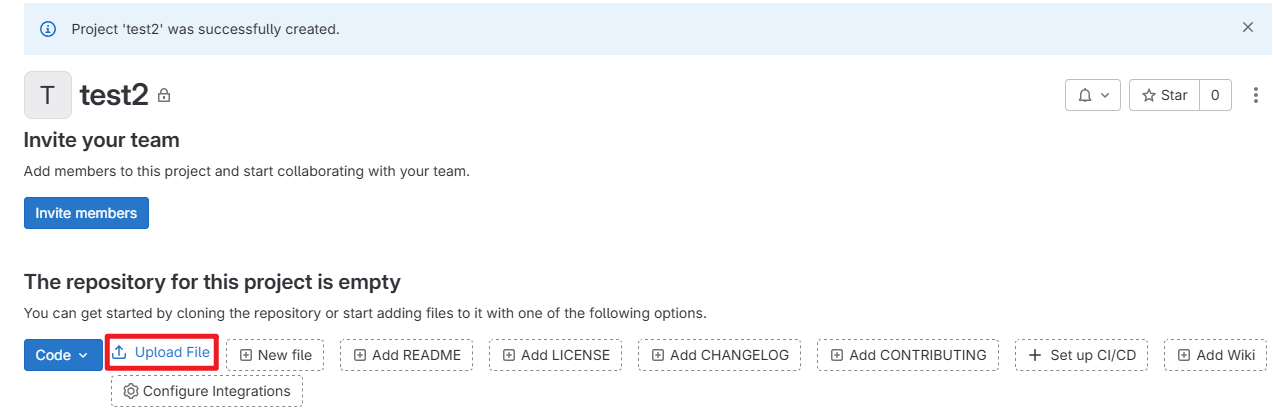 Project 'test2' was successfully created.
T test2
Star 0
Invite your team
Add members to this project and start collaborating with your team.
Invite members
The repository for this project is empty
You can get started by cloning the repository or start adding files to it with one of the following options.
Code Upload File New file Add README Add LICENSE Add CHANGELOG Add CONTRIBUTING Set up CI/CD Add Wiki
Configure Integrations